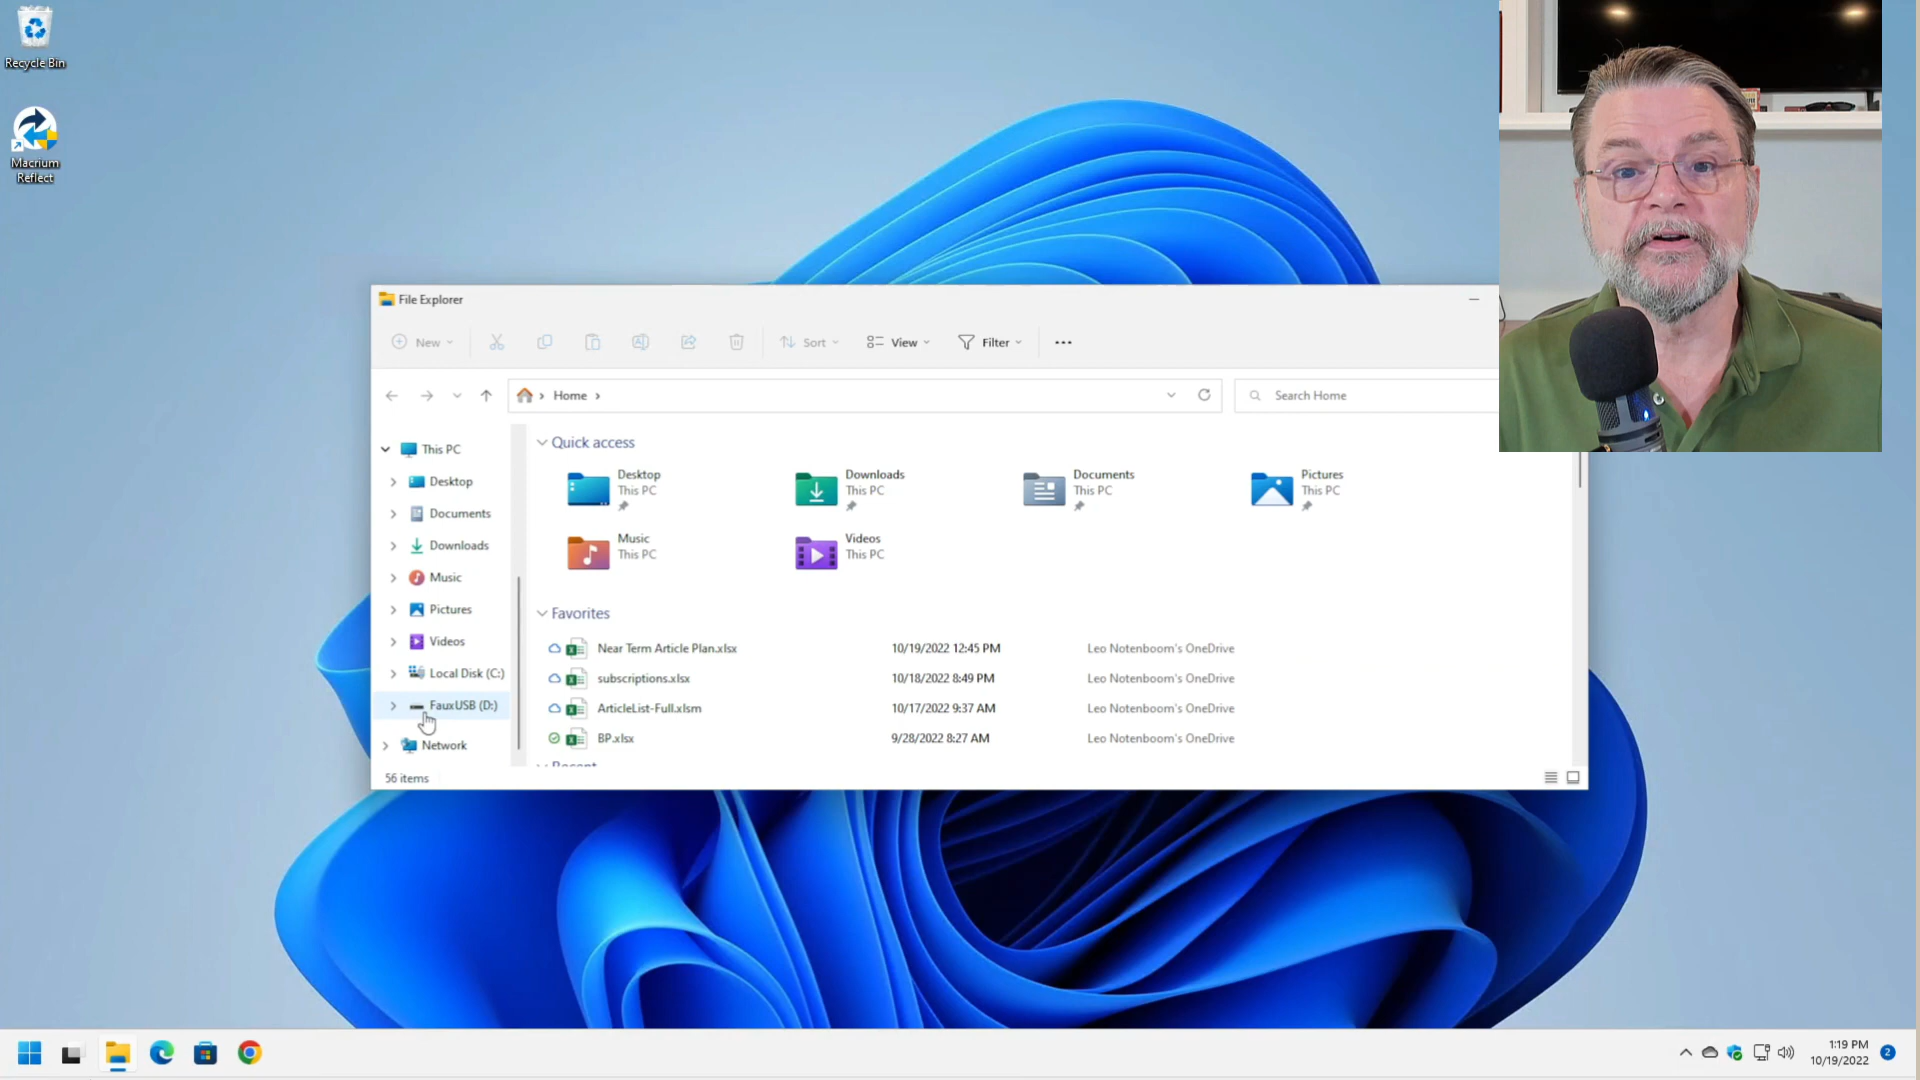 Recycle Bin
Macrium
Reflect
File Explorer
New
Sort
View
Filter
Home
Search Home
This PC
Desktop
Documents
Downloads
Music
Pictures
Videos
Local Disk (C:)
FauxUSB (D:)
Network
Quick access
Desktop
This PC
Downloads
This PC
Documents
This PC
Pictures
This PC
Music
This PC
Videos
This PC
Favorites
Near Term Article Plan.xlsx 10/19/2022 12:45 PM Leo Notenboom's OneDrive
subscriptions.xlsx 10/18/2022 8:49 PM Leo Notenboom's OneDrive
ArticleList-Full.xlsm 10/17/2022 9:37 AM Leo Notenboom's OneDrive
BP.xlsx 9/28/2022 8:27 AM Leo Notenboom's OneDrive
Recent
56 items
1:19 PM
10/19/2022
2